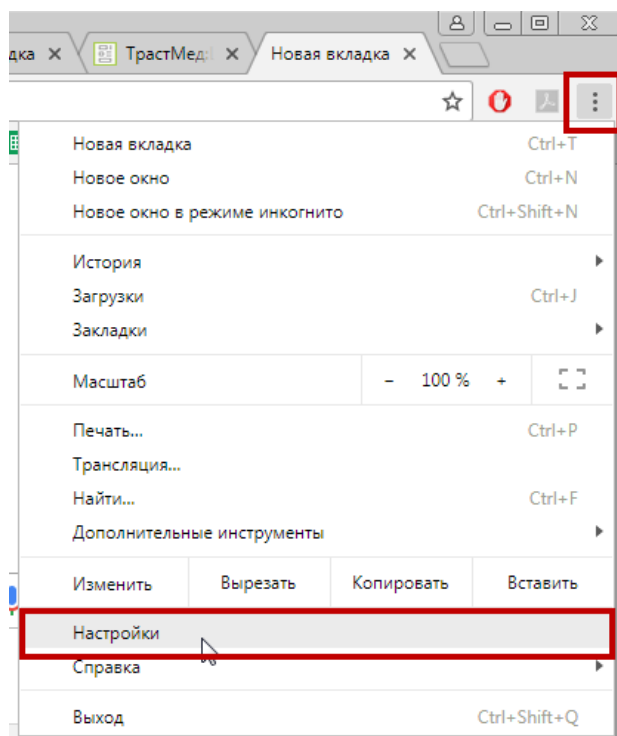 дка ТрастМед: Новая вкладка
Новая вкладка Ctrl+T
Новое окно Ctrl+N
Новое окно в режиме инкогнито Ctrl+Shift+N
История
Загрузки Ctrl+J
Закладки
Масштаб - 100 % +
Печать... Ctrl+P
Трансляция...
Найти... Ctrl+F
Дополнительные инструменты
Изменить Вырезать Копировать Вставить
Настройки
Справка
Выход Ctrl+Shift+Q